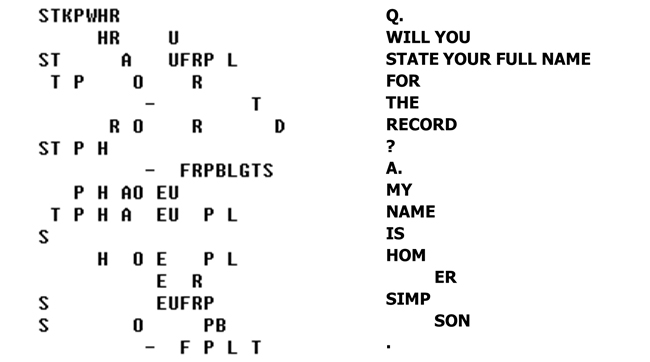 STKPWHR Q.
HR U WILL YOU
ST A UFRP L STATE YOUR FULL NAME
T P O R FOR
- T THE
R O R D RECORD
ST P H ?
- FRPBLGTS A.
P H AO EU MY
T P H A EU P L NAME
S IS
H O E P L HOM
E R ER
S EUFRP SIMP
S O PB SON
- F P L T .